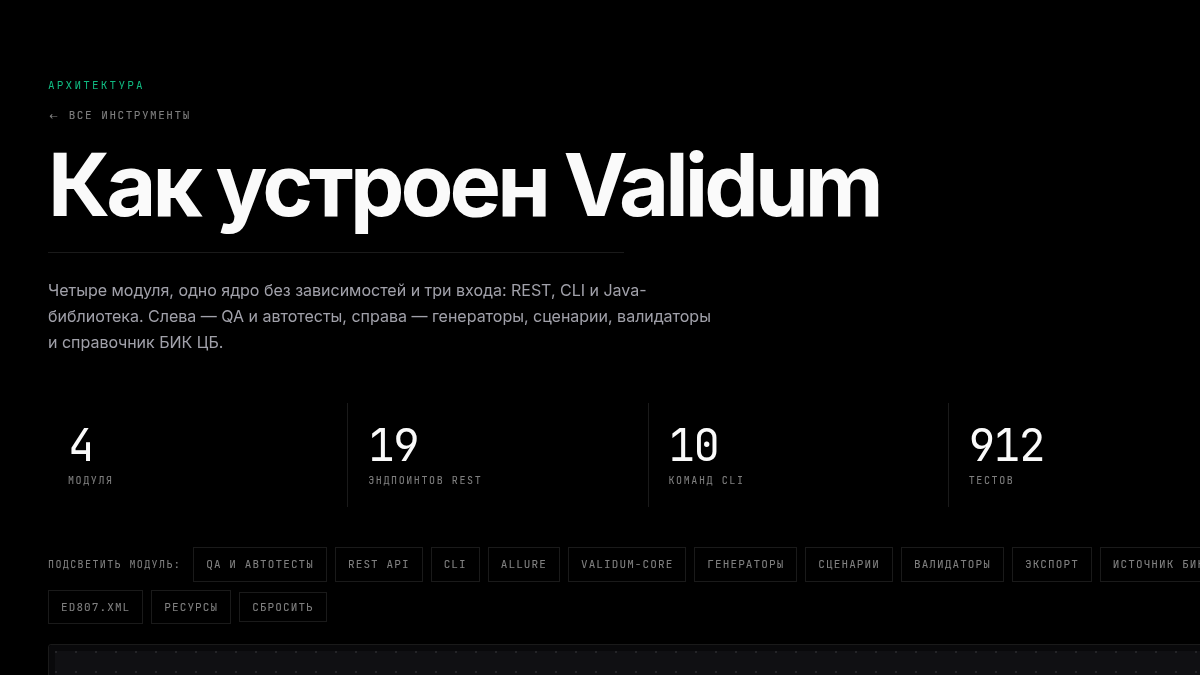 АРХИТЕКТУРА
← ВСЕ ИНСТРУМЕНТЫ
Как устроен Validum
Четыре модуля, одно ядро без зависимостей и три входа: REST, CLI и Java-
библиотека. Слева — QA и автотесты, справа — генераторы, сценарии, валидаторы
и справочник БИК ЦБ.
4 19 10 912
МОДУЛЯ ЭНДПОИНТОВ REST КОМАНД CLI ТЕСТОВ
ПОДСВЕТИТЬ МОДУЛЬ: QA И АВТОТЕСТЫ REST API CLI ALLURE VALIDUM-CORE ГЕНЕРАТОРЫ СЦЕНАРИИ ВАЛИДАТОРЫ ЭКСПОРТ ИСТОЧНИК
ED807.XML РЕСУРСЫ СБРОСИТЬ